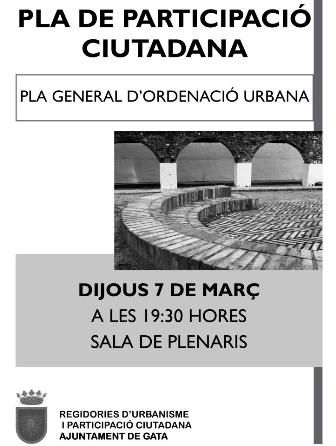 PLA DE PARTICIPACIÓ
CIUTADANA
PLA GENERAL D'ORDENACIÓ URBANA
DIJOUS 7 DE MARÇ
A LES 19:30 HORES
SALA DE PLENARIS
REGIDORIES D'URBANISME
I PARTICIPACIÓ CIUTADANA
AJUNTAMENT DE GATA